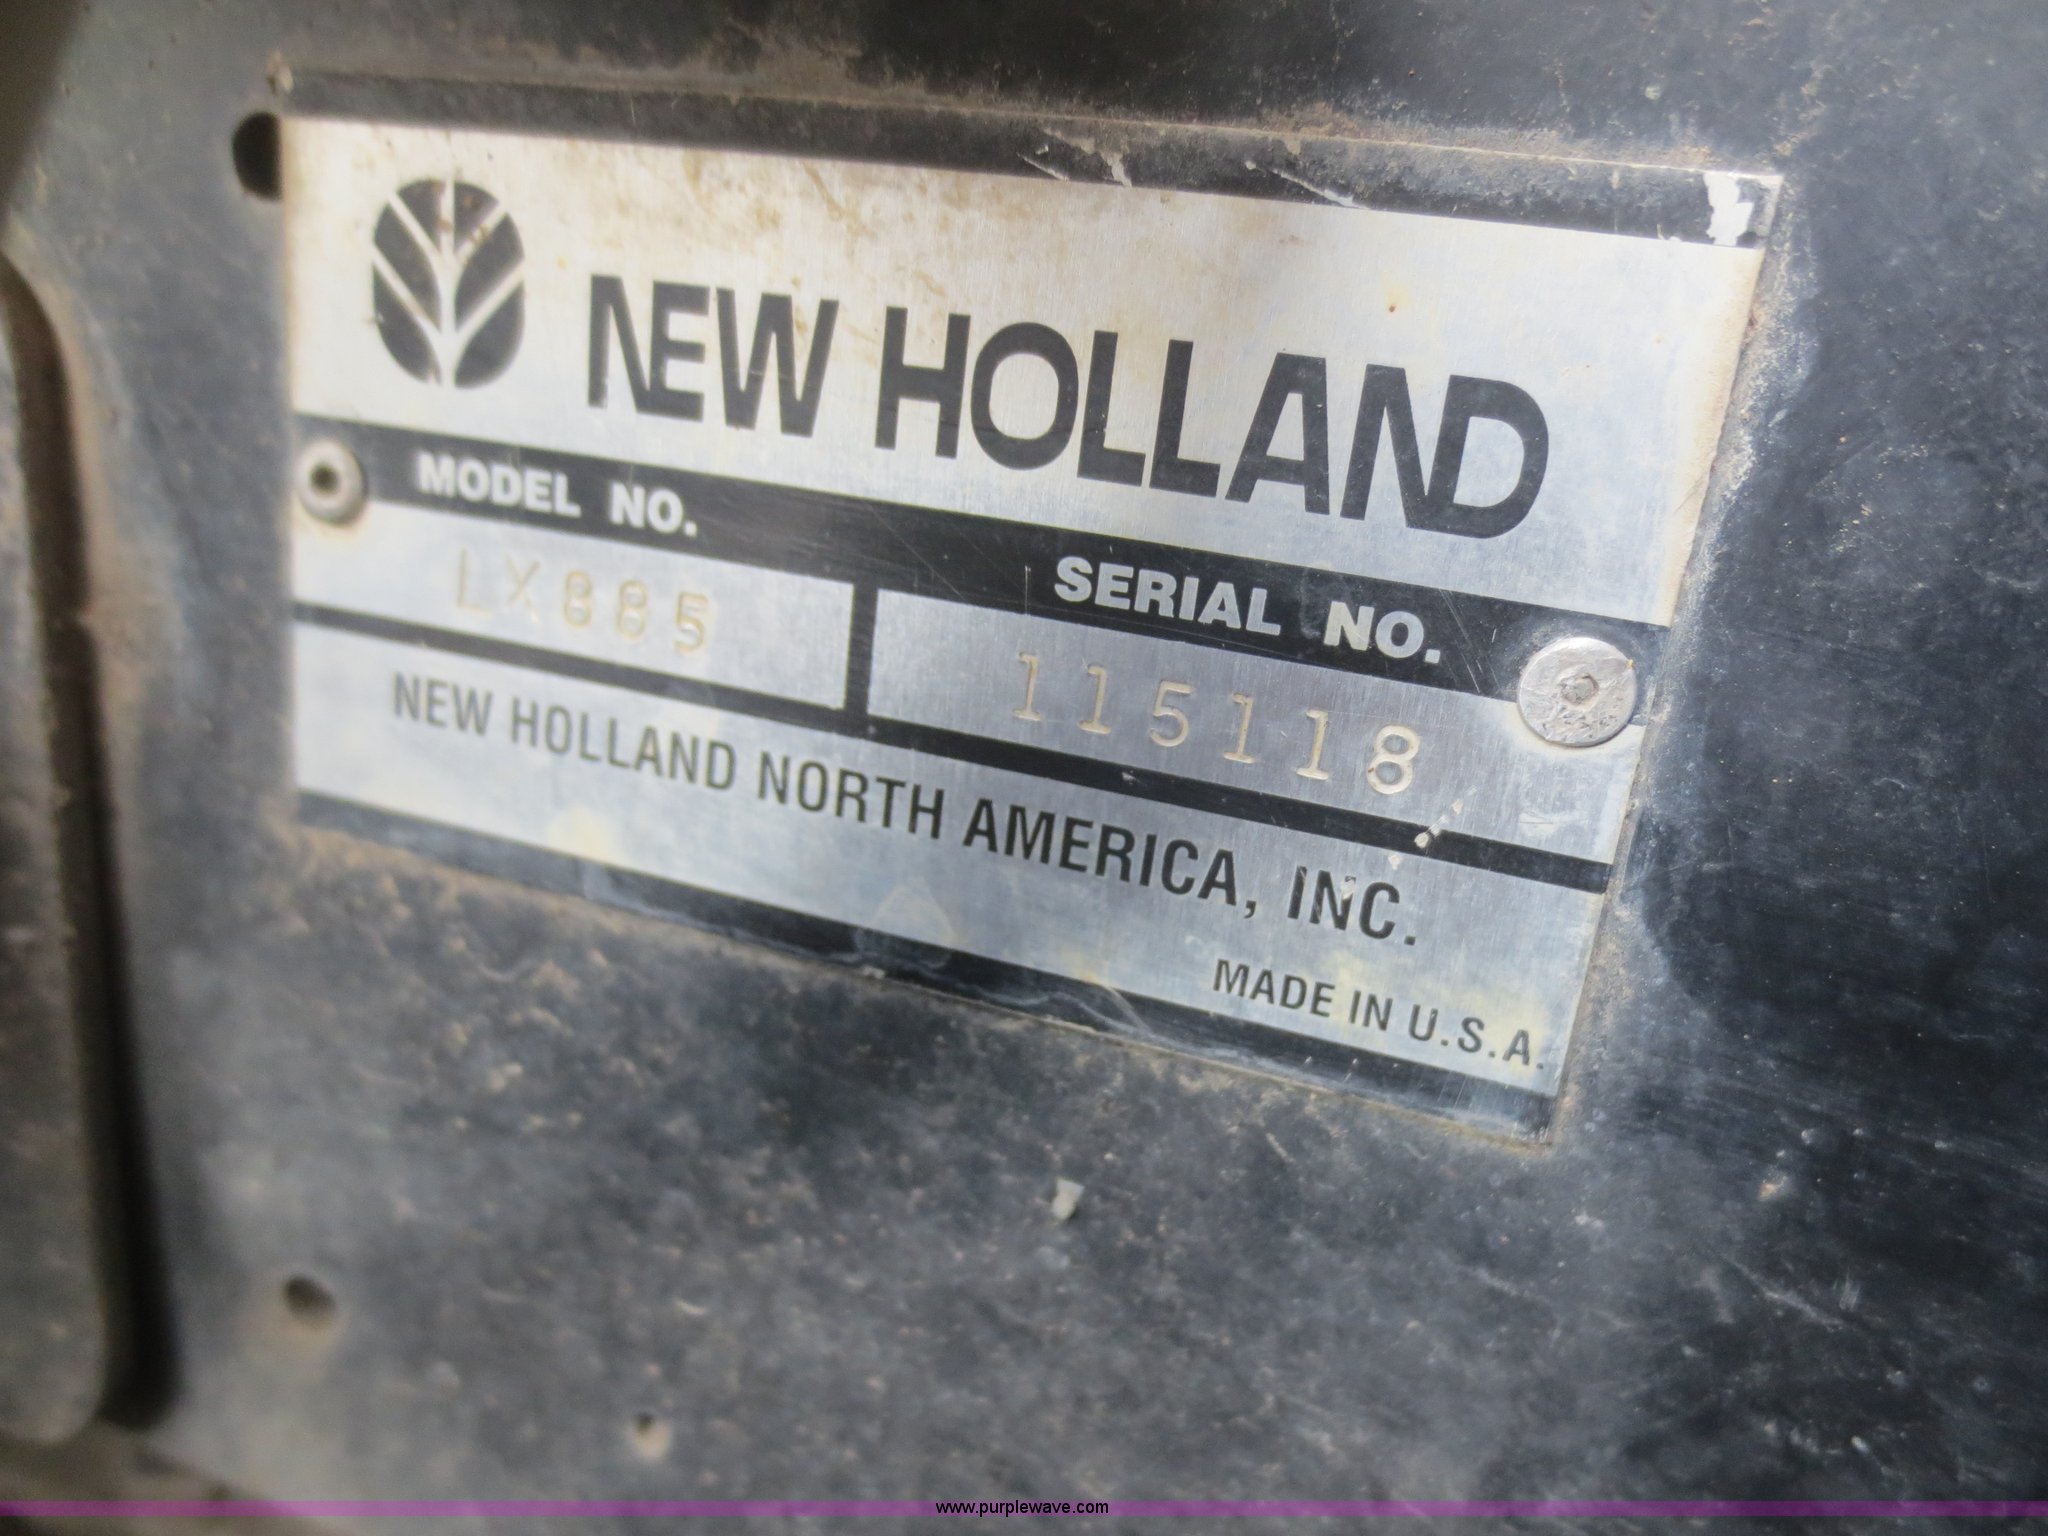 NEW HOLLAND
MODEL NO.
SERIAL NO.
LX885
115118
NEW HOLLAND NORTH AMERICA, INC.
MADE IN U.S.A.
www.purplewave.com